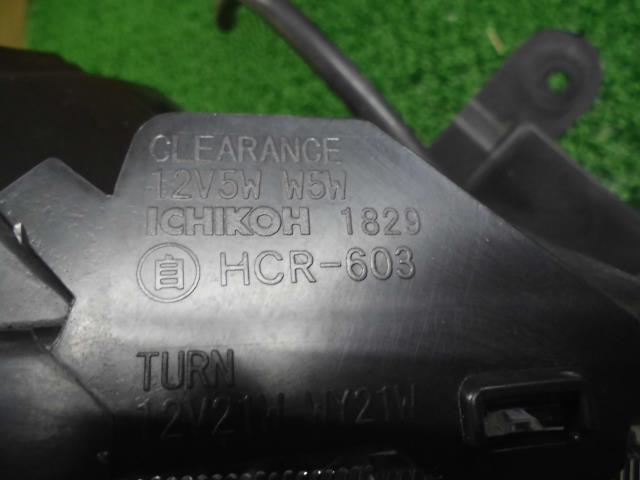 CLEARANCE
12V5W W5W
ICHIKOH 1829
自 HCR-603
TURN
12V21W WY21W